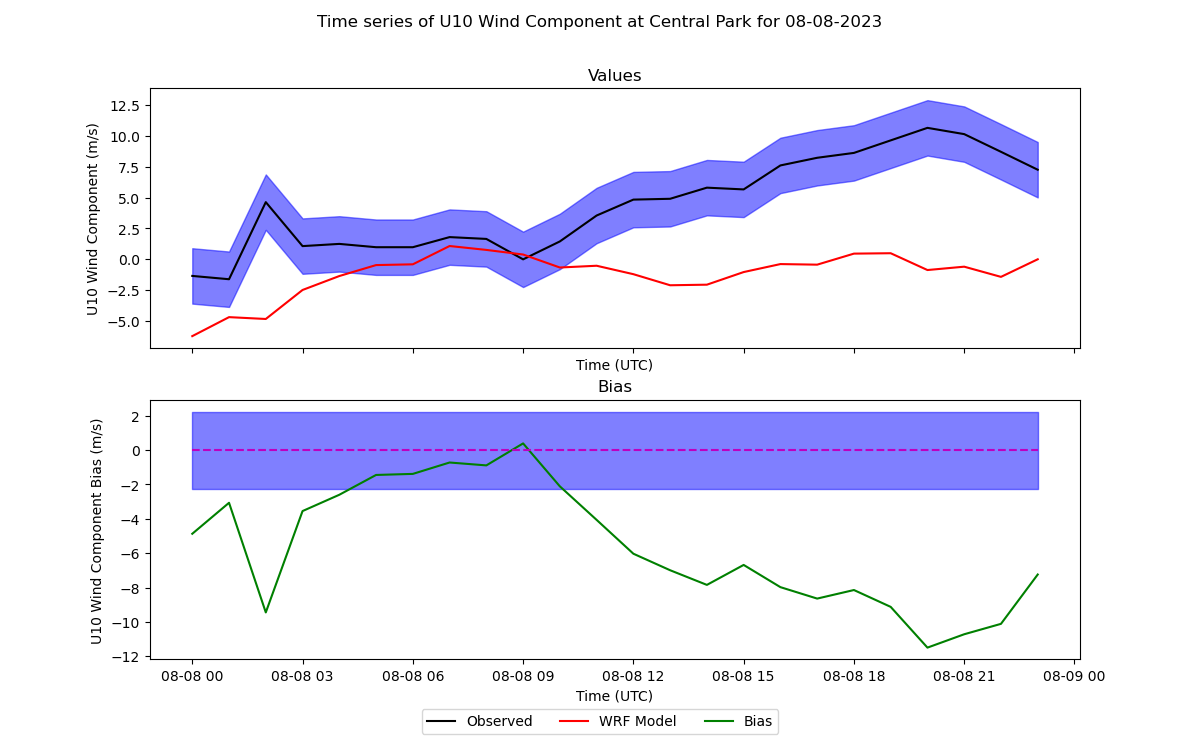 Time series of U10 Wind Component at Central Park for 08-08-2023
Values
U10 Wind Component (m/s)
12.5
10.0
7.5
5.0
2.5
0.0
−2.5
−5.0
Time (UTC)
Bias
U10 Wind Component Bias (m/s)
2
0
−2
−4
−6
−8
−10
−12
08-08 00 08-08 03 08-08 06 08-08 09 08-08 12 08-08 15 08-08 18 08-08 21 08-09 00
Time (UTC)
Observed WRF Model Bias